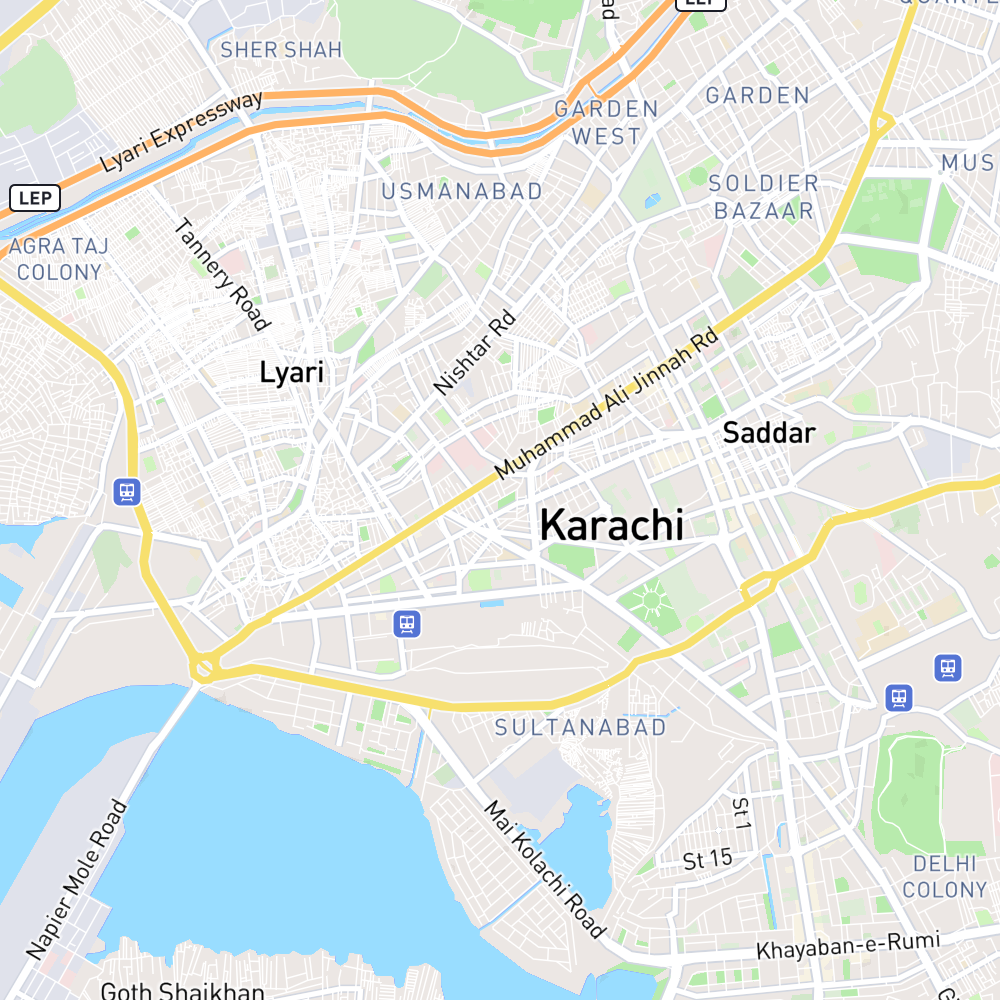 LEP
QUARTE
SHER SHAH
ad
GARDEN
GARDEN
WEST
Lyari Expressway
MUS
LEP
USMANABAD
SOLDIER
BAZAAR
AGRA TAJ
COLONY
Tannery Road
Nishtar Rd
Lyari
Muhammad Ali Jinnah Rd
Saddar
Karachi
SULTANABAD
Mai Kolachi Road
St 1
St 15
Napier Mole Road
DELHI
COLONY
Khayaban-e-Rumi
Goth Shaikhan